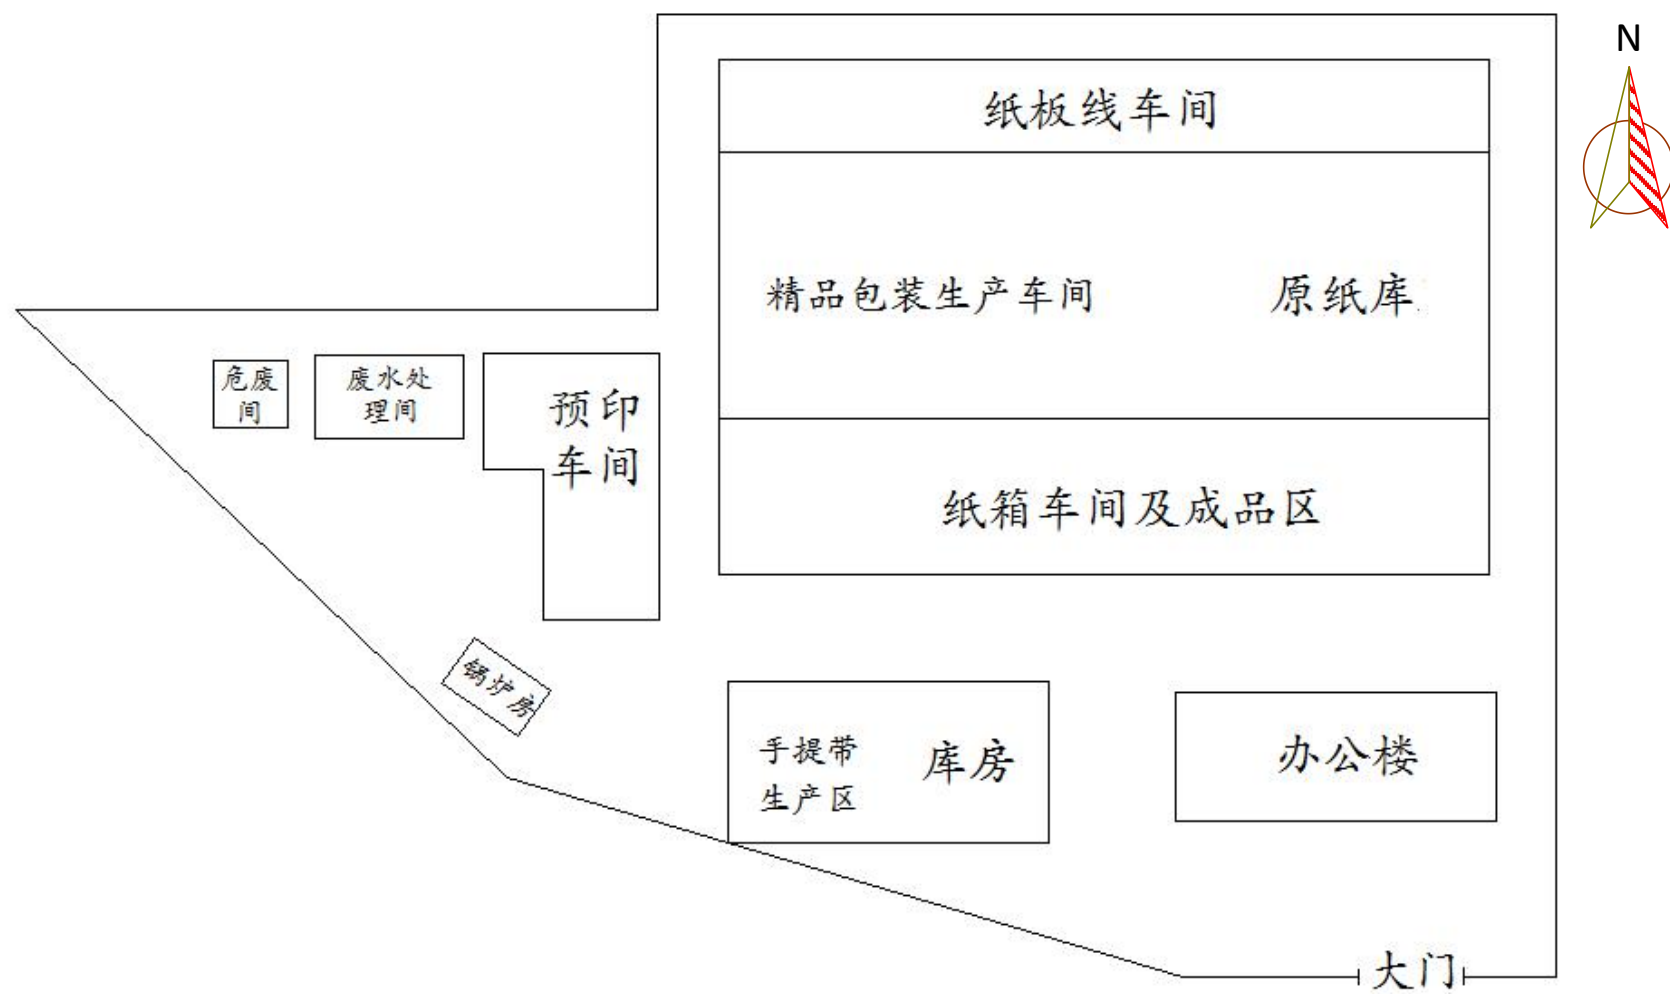 N
纸板线车间
精品包装生产车间
原纸库
危废
间
废水处
理间
预印
车间
纸箱车间及成品区
锅炉房
手提带
生产区
库房
办公楼
大门